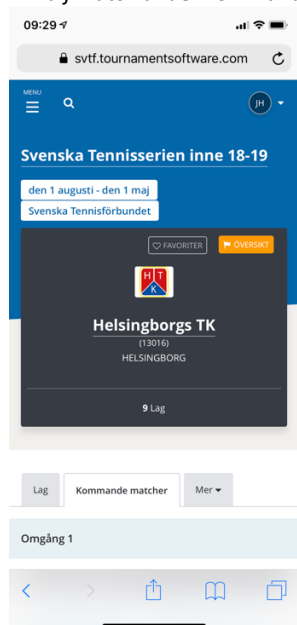 09:29
svtf.tournamentsoftware.com
MENU
JH
Svenska Tennisserien inne 18-19
den 1 augusti - den 1 maj
Svenska Tennisförbundet
FAVORITER
ÖVERSIKT
H T
K
Helsingborgs TK
(13016)
HELSINGBORG
9 Lag
Lag
Kommande matcher
Mer
Omgång 1